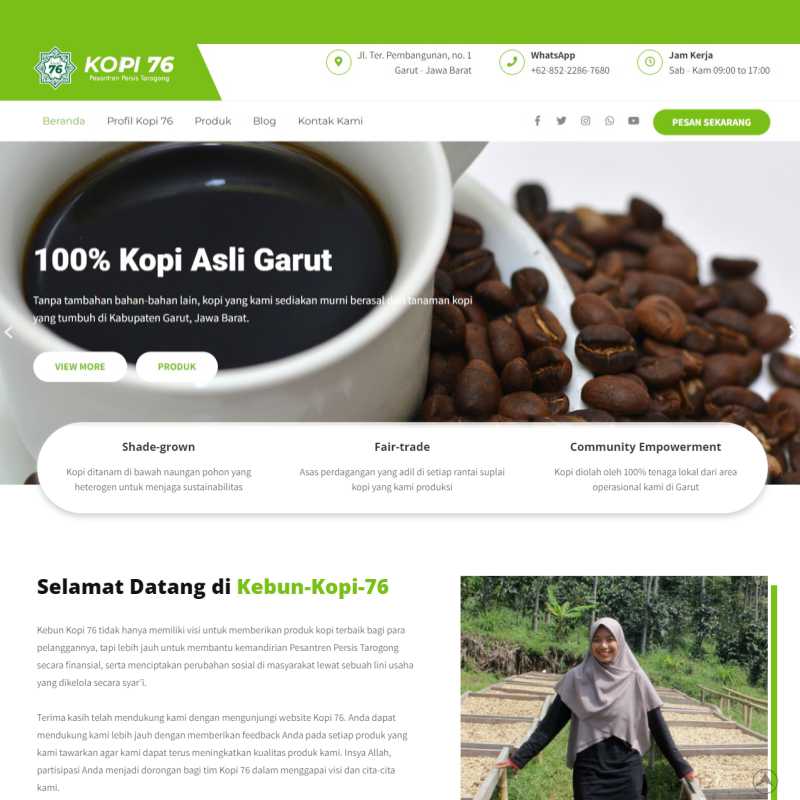 76
KOPI 76
Pesantren Persis Tarogong
Jl. Ter. Pembangunan, no. 1
Garut - Jawa Barat
WhatsApp
+62-852-2286-7680
Jam Kerja
Sab - Kam 09:00 to 17:00
Beranda
Profil Kopi 76
Produk
Blog
Kontak Kami
PESAN SEKARANG
100% Kopi Asli Garut
Tanpa tambahan bahan-bahan lain, kopi yang kami sediakan murni berasal dari tanaman kopi
yang tumbuh di Kabupaten Garut, Jawa Barat.
VIEW MORE
PRODUK
Shade-grown
Kopi ditanam di bawah naungan pohon yang
heterogen untuk menjaga sustainabilitas
Fair-trade
Asas perdagangan yang adil di setiap rantai suplai
kopi yang kami produksi
Community Empowerment
Kopi diolah oleh 100% tenaga lokal dari area
operasional kami di Garut
Selamat Datang di Kebun-Kopi-76
Kebun Kopi 76 tidak hanya memiliki visi untuk memberikan produk kopi terbaik bagi para
pelanggannya, tapi lebih jauh untuk membantu kemandirian Pesantren Persis Tarogong
secara finansial, serta menciptakan perubahan sosial di masyarakat lewat sebuah lini usaha
yang dikelola secara syar'i.
Terima kasih telah mendukung kami dengan mengunjungi website Kopi 76. Anda dapat
mendukung kami lebih jauh dengan memberikan feedback Anda pada setiap produk yang
kami tawarkan agar kami dapat terus meningkatkan kualitas produk kami. Insya Allah,
partisipasi Anda menjadi dorongan bagi tim Kopi 76 dalam menggapai visi dan cita-cita
kami.